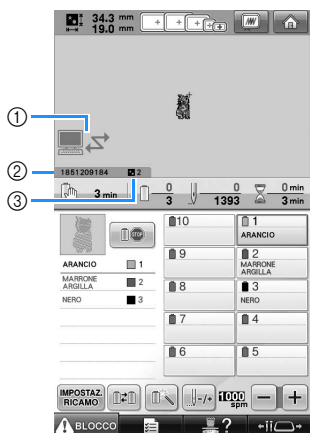 34.3 mm
19.0 mm
1
2
1851209184 2
3
3 min
0
3
0
1393
0 min
3 min
10
1
ARANCIO
9
2
MARRONE
ARGILLA
8
3
NERO
7
4
6
5
STOP
ARANCIO 1
MARRONE
ARGILLA 2
NERO 3
IMPOSTAZ.
RICAMO
-/+
1000
spm
- +
BLOCCO
?